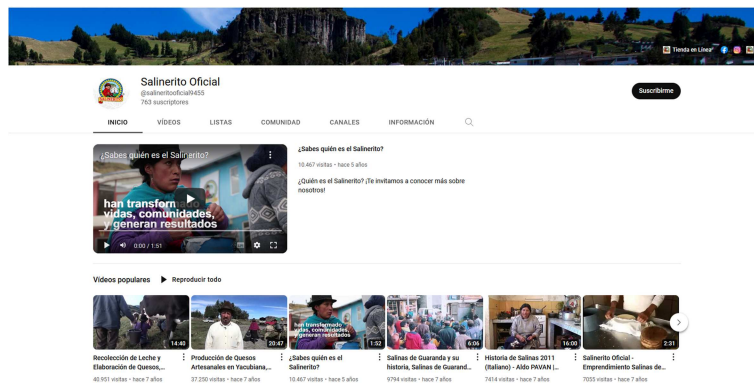 Tienda en Línea
Salinerito Oficial
@salineritooficial9455
763 suscriptores
Suscribirme
INICIO
VÍDEOS
LISTAS
COMUNIDAD
CANALES
INFORMACIÓN
¿Sabes quién es el Salinerito?
han transformado
vidas, comunidades,
y generan resultados
0:00 / 1:51
¿Sabes quién es el Salinerito?
10.467 visitas • hace 5 años
¿Quién es el Salinerito? ¡Te invitamos a conocer más sobre
nosotros!
Vídeos populares
Reproducir todo
14:40
Recolección de Leche y
Elaboración de Quesos,...
40.951 visitas • hace 7 años
20:47
Producción de Quesos
Artesanales en Yacubiana,...
37.250 visitas • hace 7 años
han transformado
vidas, comunidades,
y generan resultados
1:52
¿Sabes quién es el
Salinerito?
10.467 visitas • hace 5 años
6:06
Salinas de Guaranda y su
historia, Salinas de Guarand...
9794 visitas • hace 7 años
16:00
Historia de Salinas 2011
(italiano) - Aldo PAVAN |...
7414 visitas • hace 7 años
2:31
Salinerito Oficial -
Emprendimiento Salinas de...
7055 visitas • hace 7 años